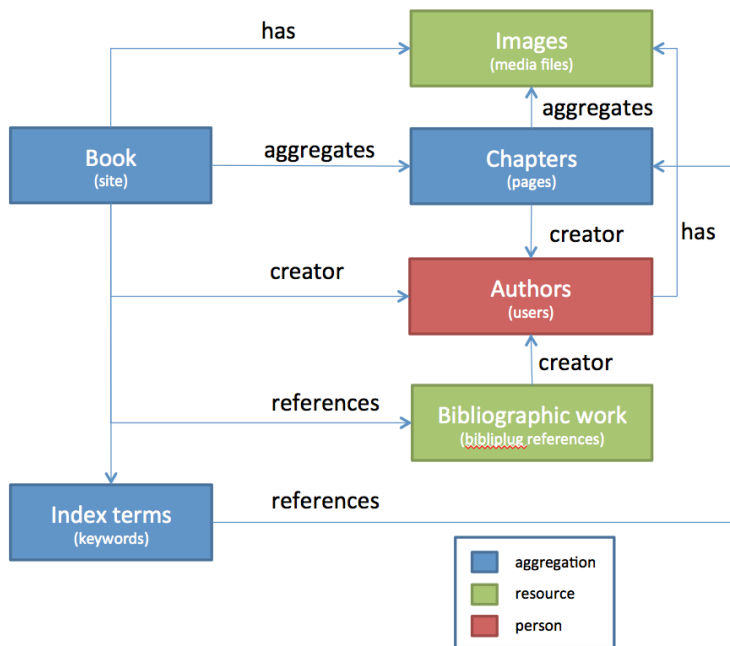 has
Images
(media files)
aggregates
Book
(site)
aggregates
Chapters
(pages)
creator
has
creator
Authors
(users)
creator
references
Bibliographic work
(bibliplug references)
Index terms
(keywords)
references
aggregation
resource
person